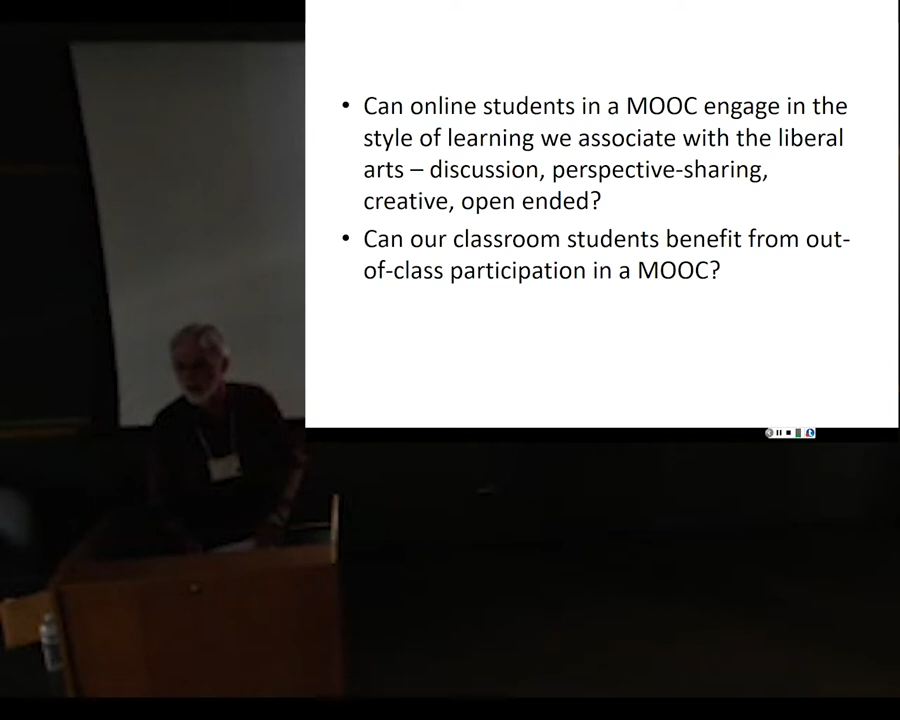 • Can online students in a MOOC engage in the
style of learning we associate with the liberal
arts – discussion, perspective-sharing,
creative, open ended?
• Can our classroom students benefit from out-
of-class participation in a MOOC?